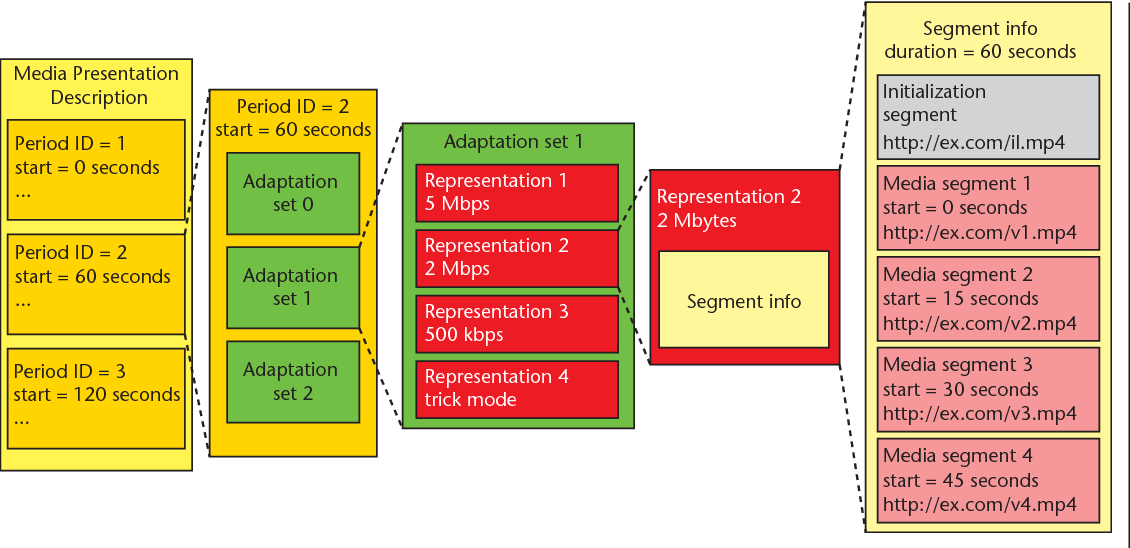 Media Presentation
Description
Period ID = 1
start = 0 seconds
...
Period ID = 2
start = 60 seconds
...
Period ID = 3
start = 120 seconds
...
Period ID = 2
start = 60 seconds
Adaptation
set 0
Adaptation
set 1
Adaptation
set 2
Adaptation set 1
Representation 1
5 Mbps
Representation 2
2 Mbps
Representation 3
500 kbps
Representation 4
trick mode
Representation 2
2 Mbytes
Segment info
Segment info
duration = 60 seconds
Initialization
segment
http://ex.com/il.mp4
Media segment 1
start = 0 seconds
http://ex.com/v1.mp4
Media segment 2
start = 15 seconds
http://ex.com/v2.mp4
Media segment 3
start = 30 seconds
http://ex.com/v3.mp4
Media segment 4
start = 45 seconds
http://ex.com/v4.mp4